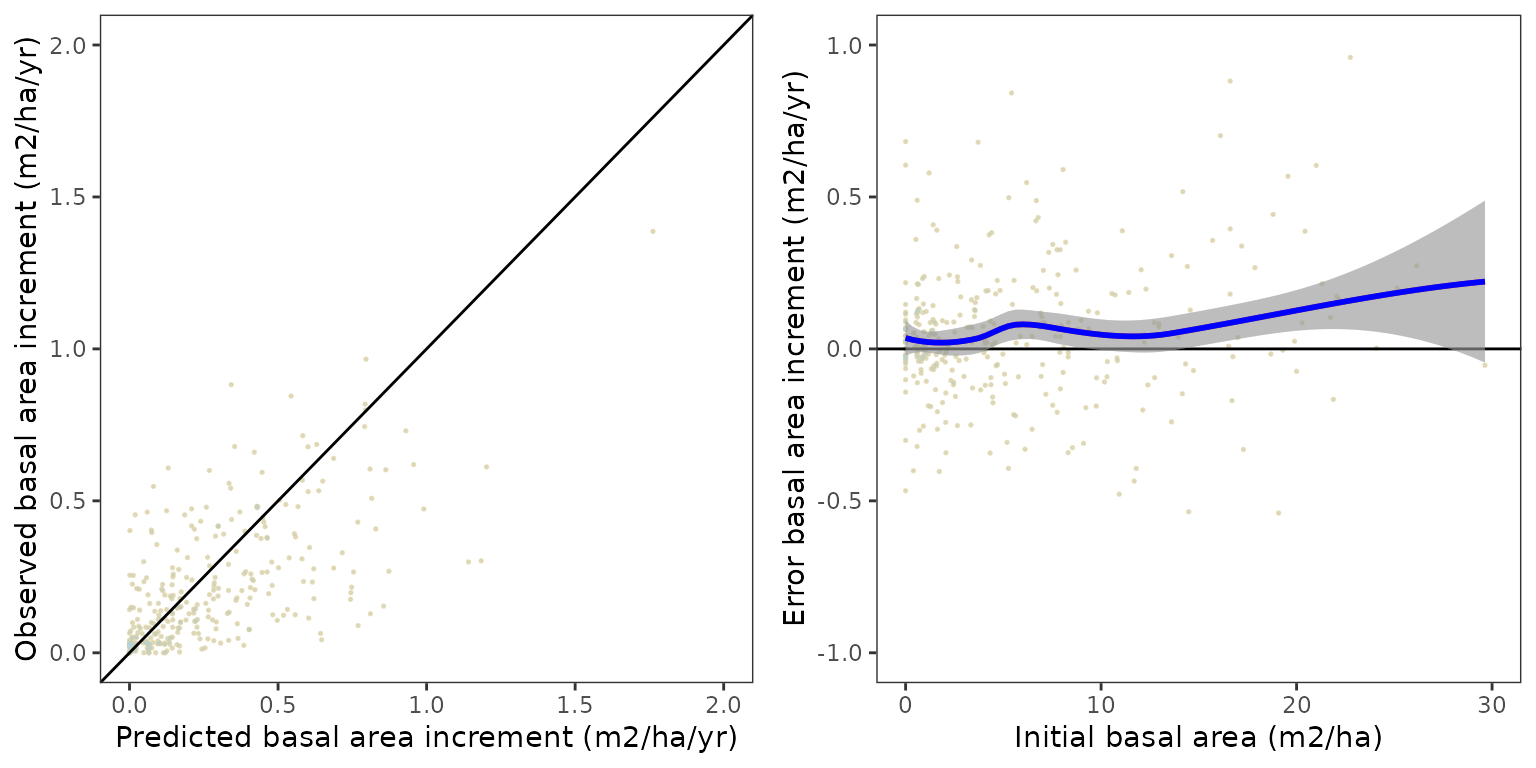 Observed basal area increment (m2/ha/yr)
2.0
1.5
1.0
0.5
0.0
0.0 0.5 1.0 1.5 2.0
Predicted basal area increment (m2/ha/yr)
Error basal area increment (m2/ha/yr)
1.0
0.5
0.0
-0.5
-1.0
0 10 20 30
Initial basal area (m2/ha)